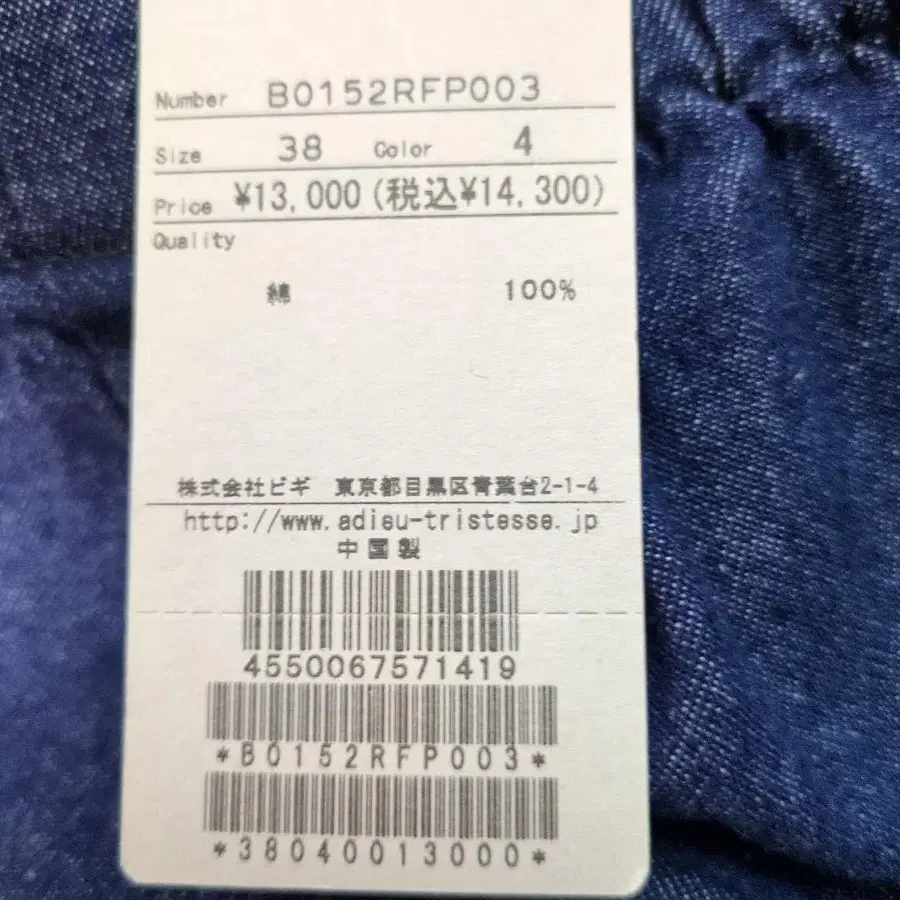 Number B0152RFP003
Size 38 Color 4
Price ¥13,000(税込¥14,300)
Quality
綿 100%
株式会社ビギ 東京都目黒区青葉台2-1-4
http://www.adieu-tristesse.jp
中国製
4550067571419
*B0152RFP003*
*38040013000*